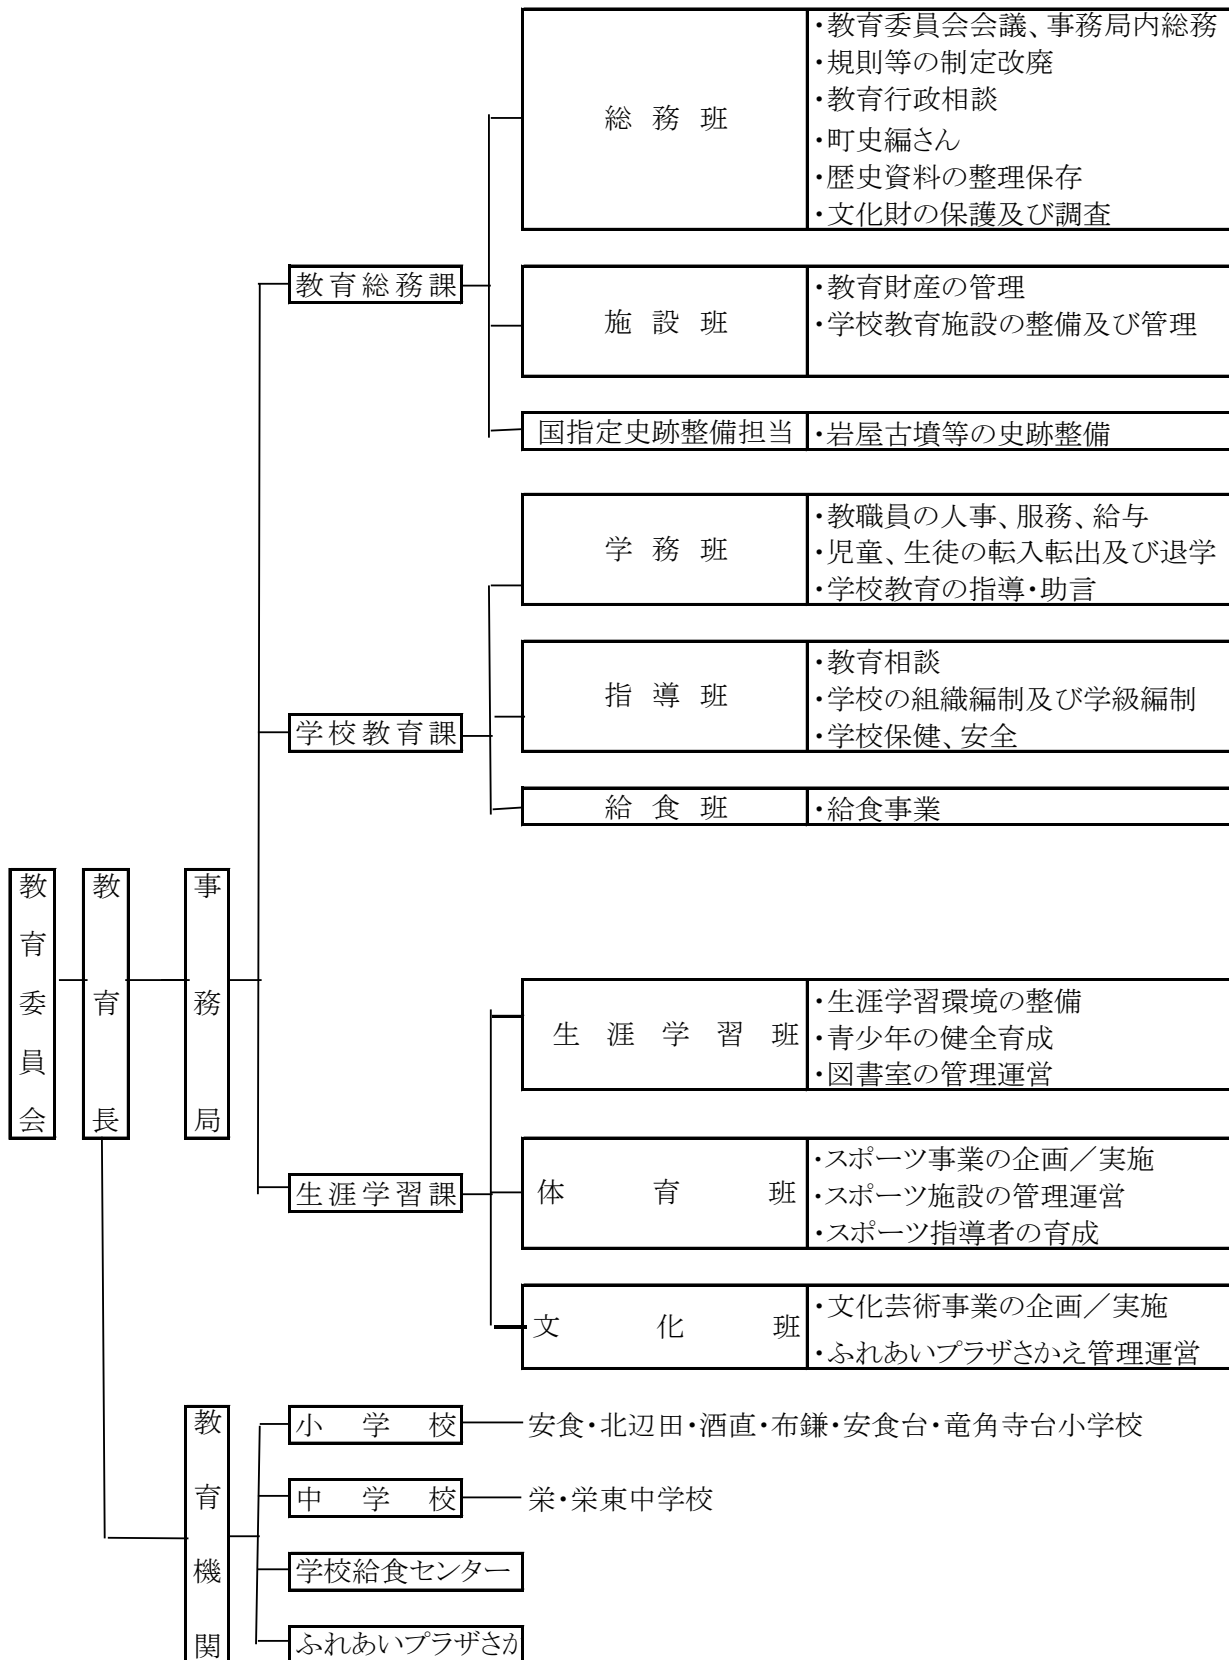 ・教育委員会会議、事務局内総務
・規則等の制定改廃
・教育行政相談
総務班
・町史編さん
・歴史資料の整理保存
・文化財の保護及び調査
教育総務課
・教育財産の管理
施設班
・学校教育施設の整備及び管理
国指定史跡整備担当
・岩屋古墳等の史跡整備
・教職員の人事、服務、給与
学務班
・児童、生徒の転入転出及び退学
・学校教育の指導・助言
・教育相談
指導班
・学校の組織編制及び学級編制
・学校保健、安全
学校教育課
給食班
・給食事業
教育委員会
教育長
事務局
・生涯学習環境の整備
生涯学習班
・青少年の健全育成
・図書室の管理運営
・スポーツ事業の企画／実施
生涯学習課
体育班
・スポーツ施設の管理運営
・スポーツ指導者の育成
・文化芸術事業の企画／実施
文化班
・ふれあいプラザさかえ管理運営
教育機関
小学校
安食・北辺田・酒直・布鎌・安食台・竜角寺台小学校
中学校
栄・栄東中学校
学校給食センター
ふれあいプラザさか